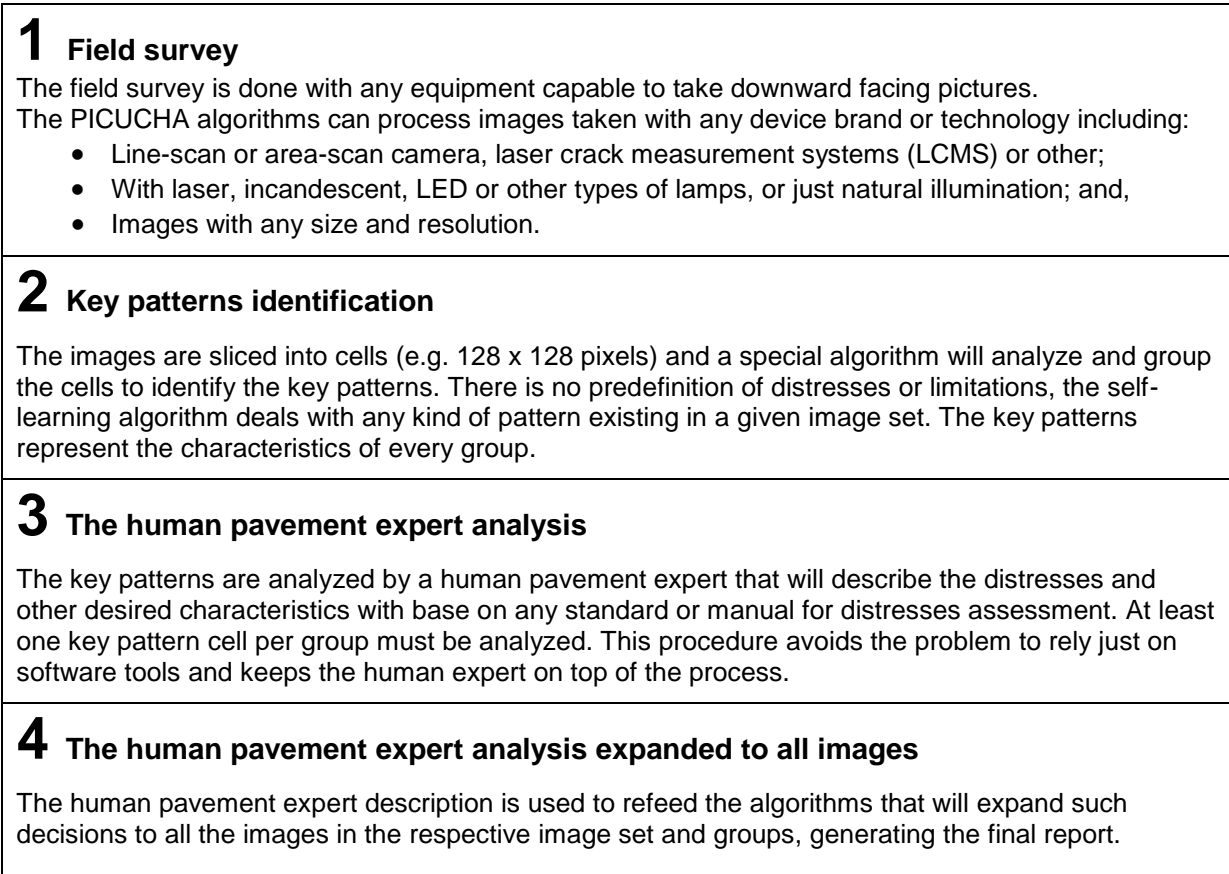 1 Field survey
The field survey is done with any equipment capable to take downward facing pictures.
The PICUCHA algorithms can process images taken with any device brand or technology including:
• Line-scan or area-scan camera, laser crack measurement systems (LCMS) or other;
• With laser, incandescent, LED or other types of lamps, or just natural illumination; and,
• Images with any size and resolution.
2 Key patterns identification
The images are sliced into cells (e.g. 128 x 128 pixels) and a special algorithm will analyze and group
the cells to identify the key patterns. There is no predefinition of distresses or limitations, the self-
learning algorithm deals with any kind of pattern existing in a given image set. The key patterns
represent the characteristics of every group.
3 The human pavement expert analysis
The key patterns are analyzed by a human pavement expert that will describe the distresses and
other desired characteristics with base on any standard or manual for distresses assessment. At least
one key pattern cell per group must be analyzed. This procedure avoids the problem to rely just on
software tools and keeps the human expert on top of the process.
4 The human pavement expert analysis expanded to all images
The human pavement expert description is used to refeed the algorithms that will expand such
decisions to all the images in the respective image set and groups, generating the final report.